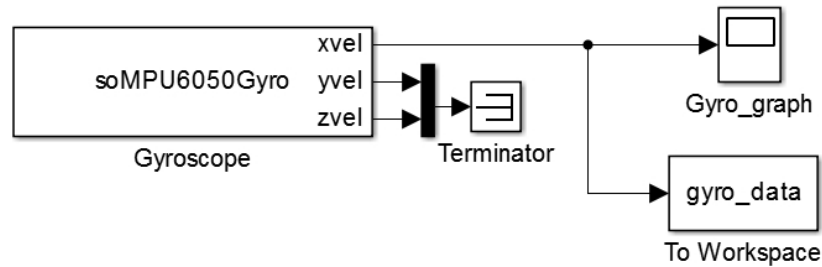 xvel
soMPU6050Gyro
yvel
zvel
Gyroscope
Terminator
Gyro_graph
gyro_data
To Workspace